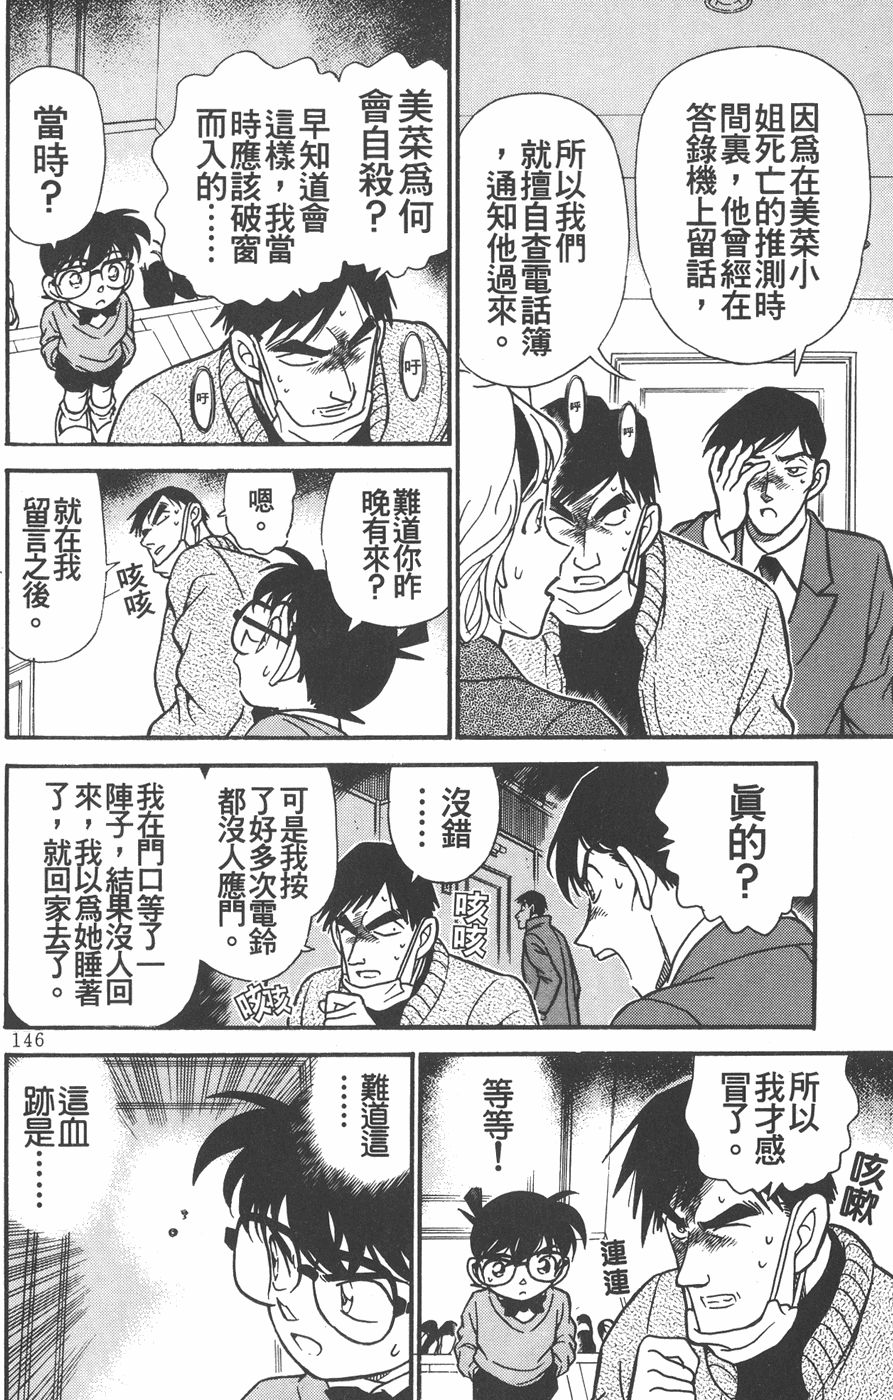 因爲在美菜小
姐死亡的推測時
間裏，他曾經在
答錄機上留話，
所以我們
就擅自查電話簿
，通知他過來。
呼
呼
美菜爲何
會自殺？
早知道會
這樣，我當
時應該破窗
而入的……
當時？
吁
吁
難道你昨
晚有來？
嗯。
就在我
留言之後。
咳咳
眞的？
沒錯
……
咳咳
可是我按
了好多次電鈴
都沒人應門。
咳咳
我在門口等了一
陣子，結果沒人回
來，我以爲她睡著
了，就回家去了。
146
所以
我才感
冒了。
咳嗽
連連
等等！
難道這
……
這血
跡是……